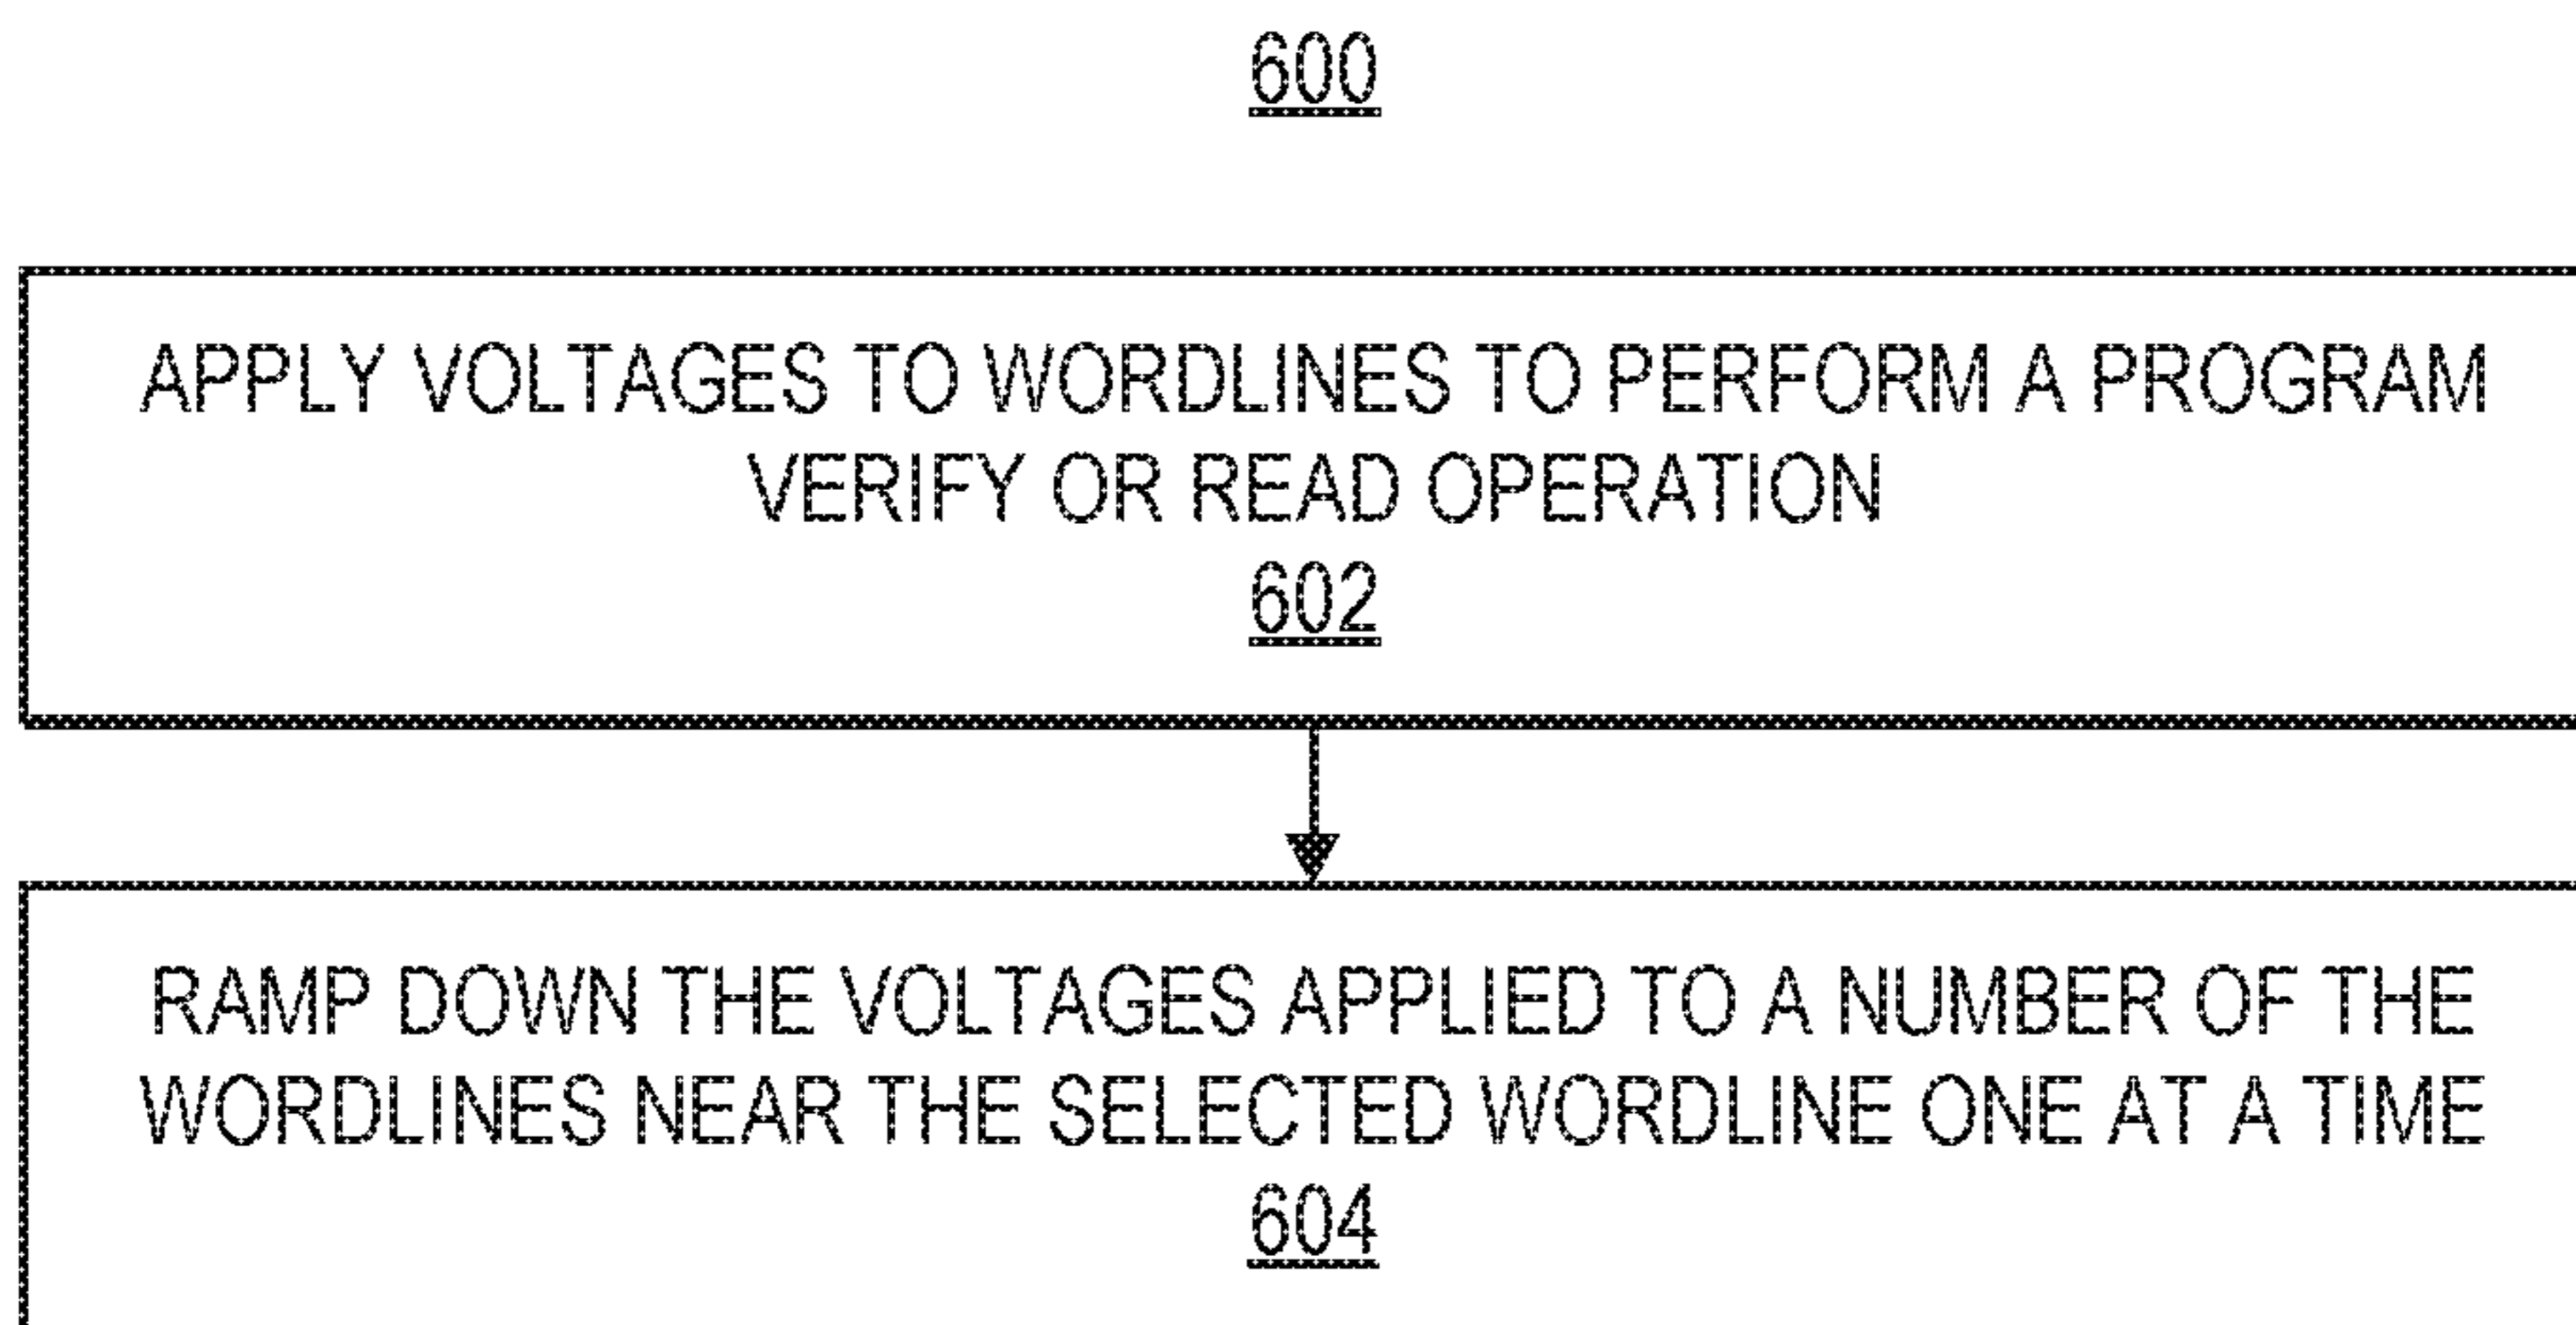 600
APPLY VOLTAGES TO WORDLINES TO PERFORM A PROGRAM
VERIFY OR READ OPERATION
602
RAMP DOWN THE VOLTAGES APPLIED TO A NUMBER OF THE
WORDLINES NEAR THE SELECTED WORDLINE ONE AT A TIME
604